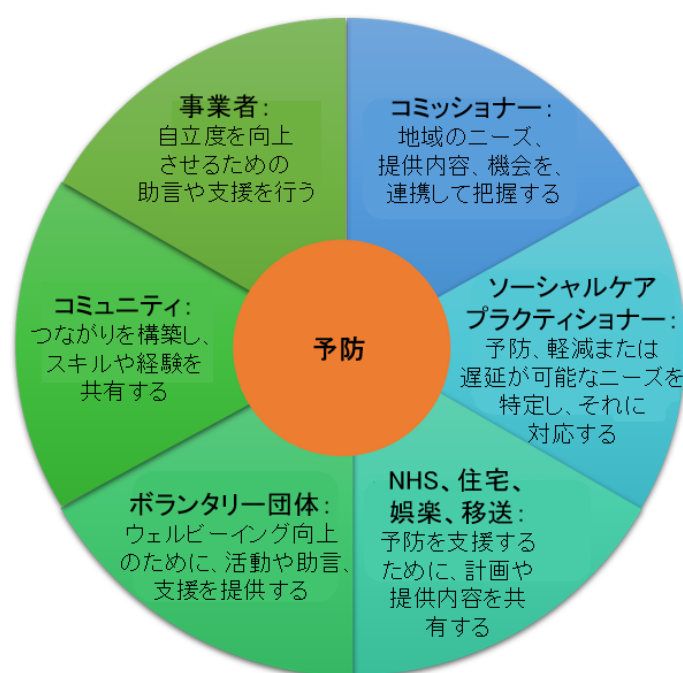 事業者：
自立度を向上
させるための
助言や支援を行う
コミッショナー：
地域のニーズ、
提供内容、機会を、
連携して把握する
ソーシャルケア
プラクティショナー：
予防、軽減または
遅延が可能なニーズを
特定し、それに
対応する
NHS、住宅、
娯楽、移送：
予防を支援する
ために、計画や
提供内容を共
有する
ボランタリー団体：
ウェルビーイング向上
のために、活動や助言、
支援を提供する
コミュニティ：
つながりを構築し、
スキルや経験を
共有する
予防